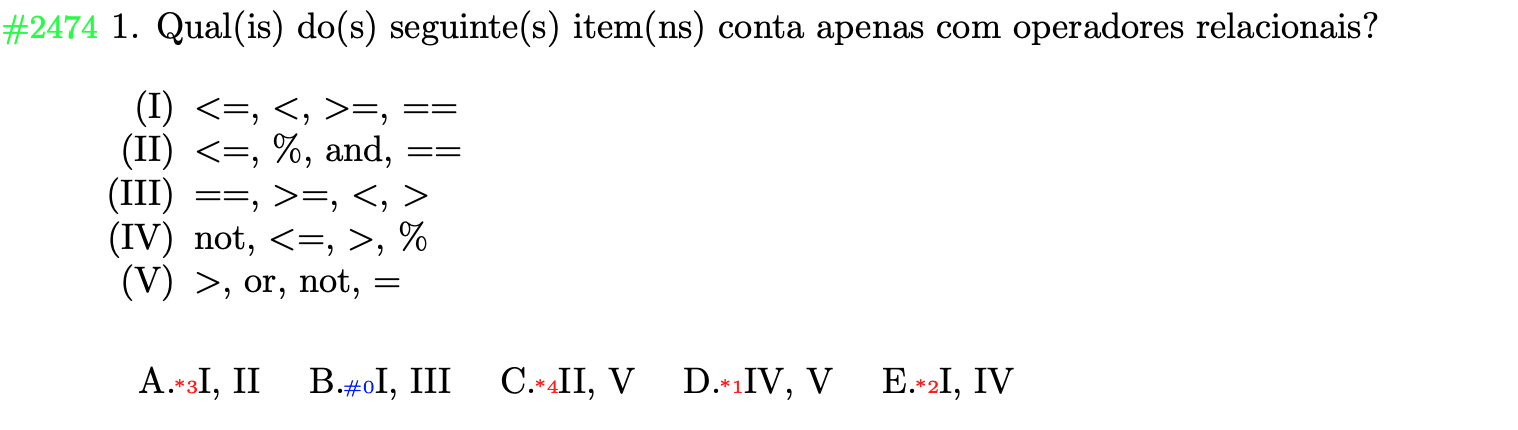 #2474 1. Qual(is) do(s) seguinte(s) item(ns) conta apenas com operadores relacionais?
(I) <=, <, >=, ==
(II) <=, %, and, ==
(III) ==, >=, <, >
(IV) not, <=, >, %
(V) >, or, not, =
A.*3I, II B.#0I, III C.*4II, V D.*1IV, V E.*2I, IV